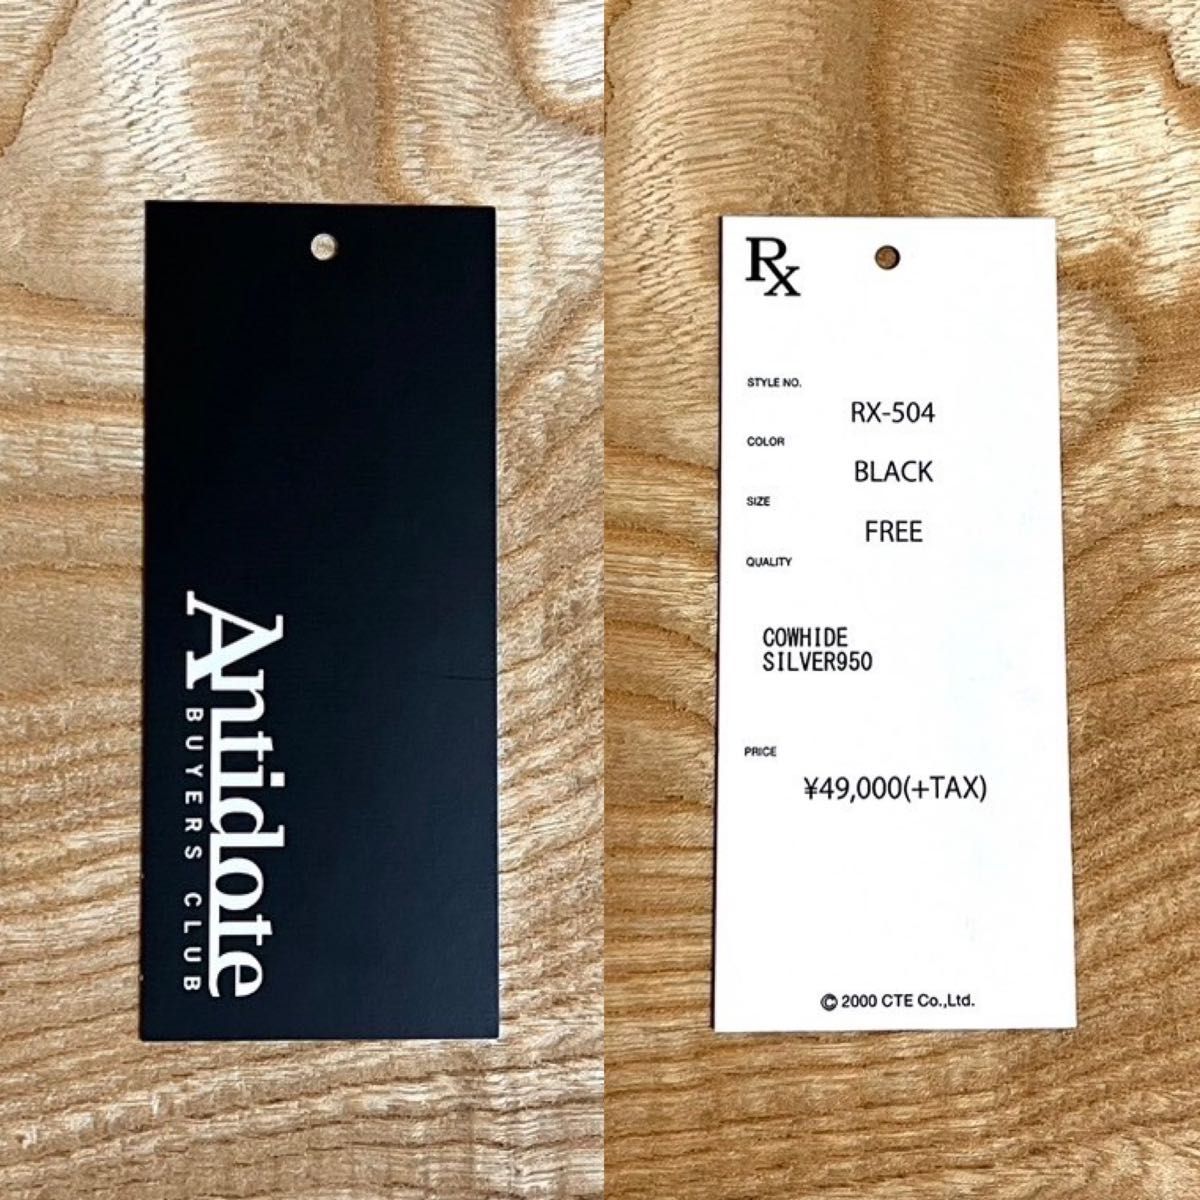 Antidote
BUYERS CLUB
Rx
STYLE NO.
RX-504
COLOR
BLACK
SIZE
FREE
QUALITY
COWHIDE
SILVER950
PRICE
¥49,000(+TAX)
© 2000 CTE Co.,Ltd.